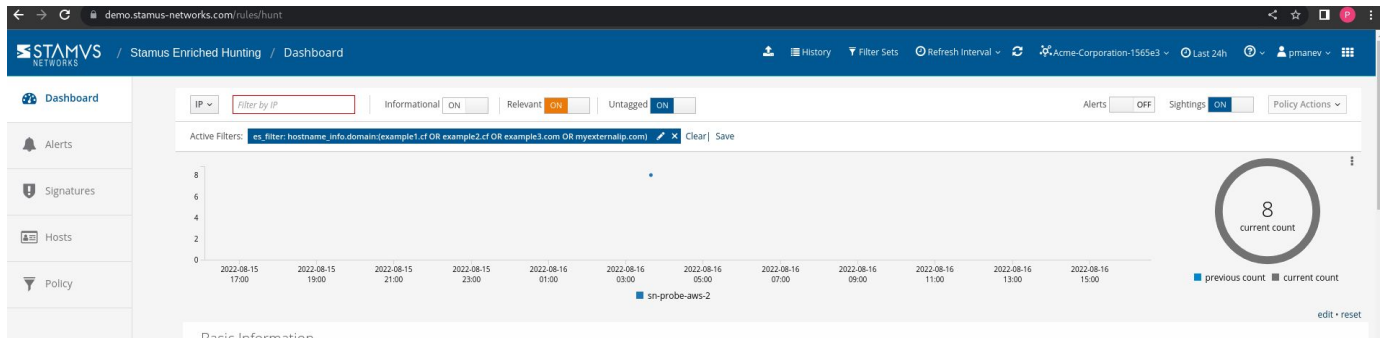 demo.stamus-networks.com/rules/hunt
P
STAMVS NETWORKS / Stamus Enriched Hunting / Dashboard
History Filter Sets Refresh Interval Acme-Corporation-1565e3 Last 24h ? pmanev
Dashboard
Alerts
Signatures
Hosts
Policy
IP Filter by IP Informational ON Relevant ON Untagged ON Alerts OFF Sightings ON Policy Actions
Active Filters: es_filter: hostname_info.domain:(example1.cf OR example2.cf OR example3.com OR myexternalip.com) Clear| Save
8
6
4
2
0
2022-08-15 17:00
2022-08-15 19:00
2022-08-15 21:00
2022-08-15 23:00
2022-08-16 01:00
2022-08-16 03:00
2022-08-16 05:00
2022-08-16 07:00
2022-08-16 09:00
2022-08-16 11:00
2022-08-16 13:00
2022-08-16 15:00
sn-probe-aws-2
8
current count
previous count current count
edit • reset
Basic Information